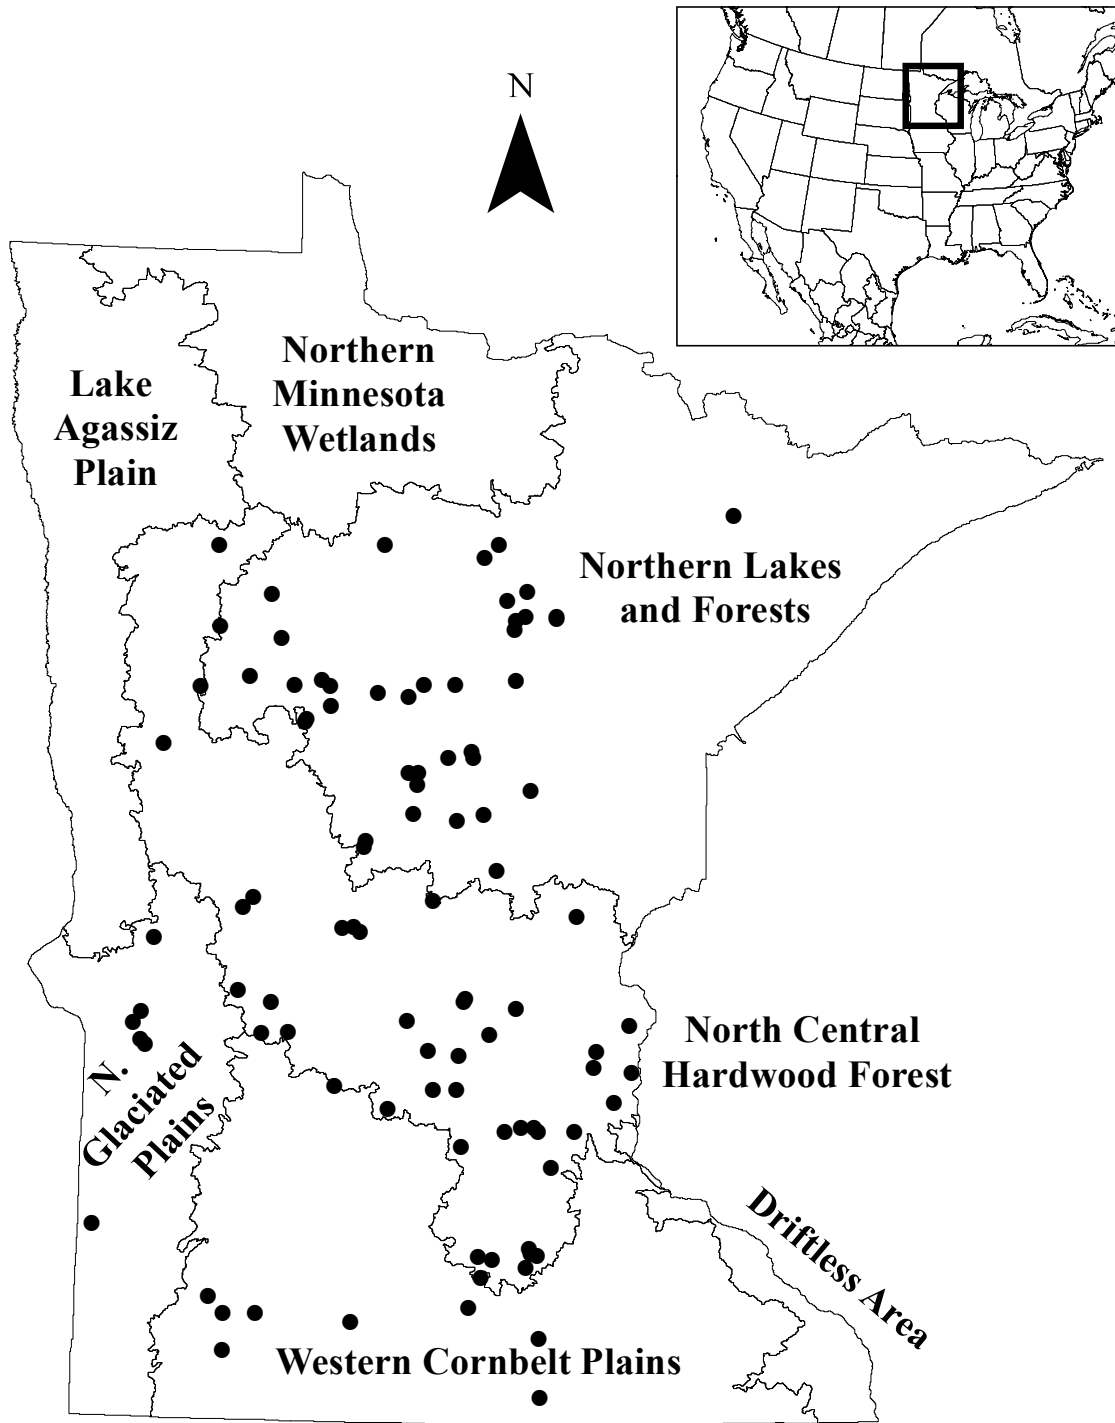 N
Northern
Minnesota
Wetlands
Lake
Agassiz
Plain
Northern Lakes
and Forests
North Central
Hardwood Forest
N.
Glaciated
Plains
Driftless Area
Western Cornbelt Plains